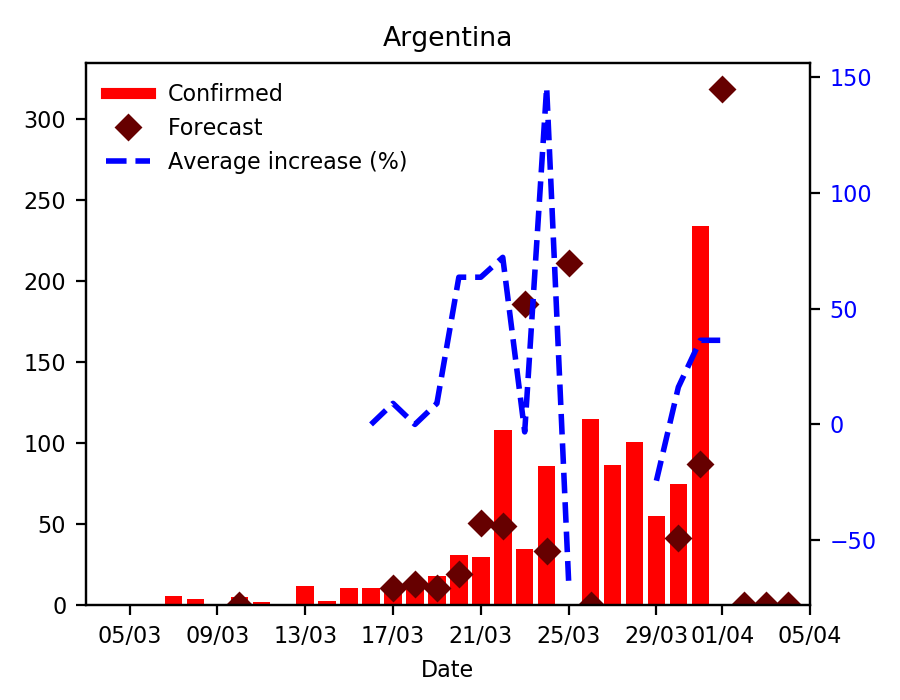 Argentina
Confirmed
Forecast
Average increase (%)
300
250
200
150
100
50
0
150
100
50
0
−50
05/03 09/03 13/03 17/03 21/03 25/03 29/03 01/04 05/04
Date